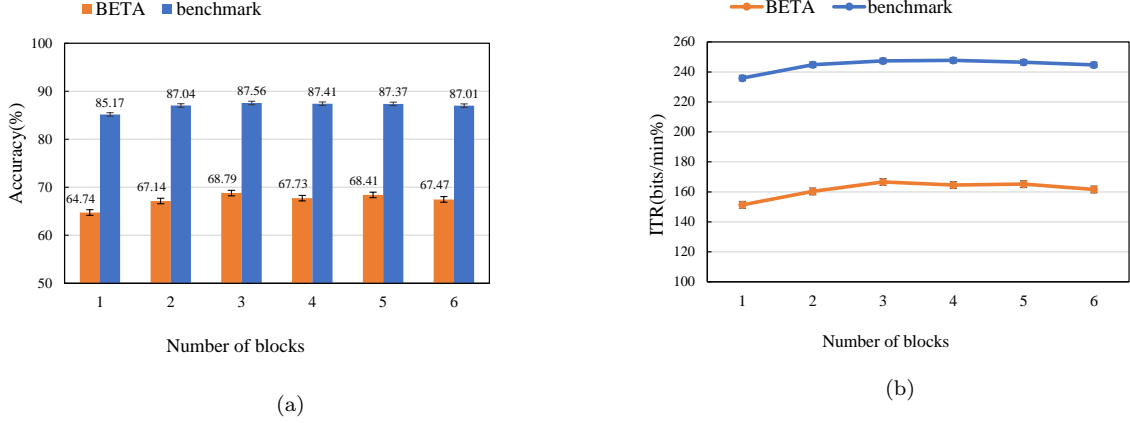 BETA benchmark
Accuracy(%)
100
90
80
70
60
50
64.74
85.17
67.14
87.04
68.79
87.56
67.73
87.41
68.41
87.37
67.47
87.01
1 2 3 4 5 6
Number of blocks
(a)
BETA benchmark
ITR(bits/min%)
260
240
220
200
180
160
140
120
100
1 2 3 4 5 6
Number of blocks
(b)